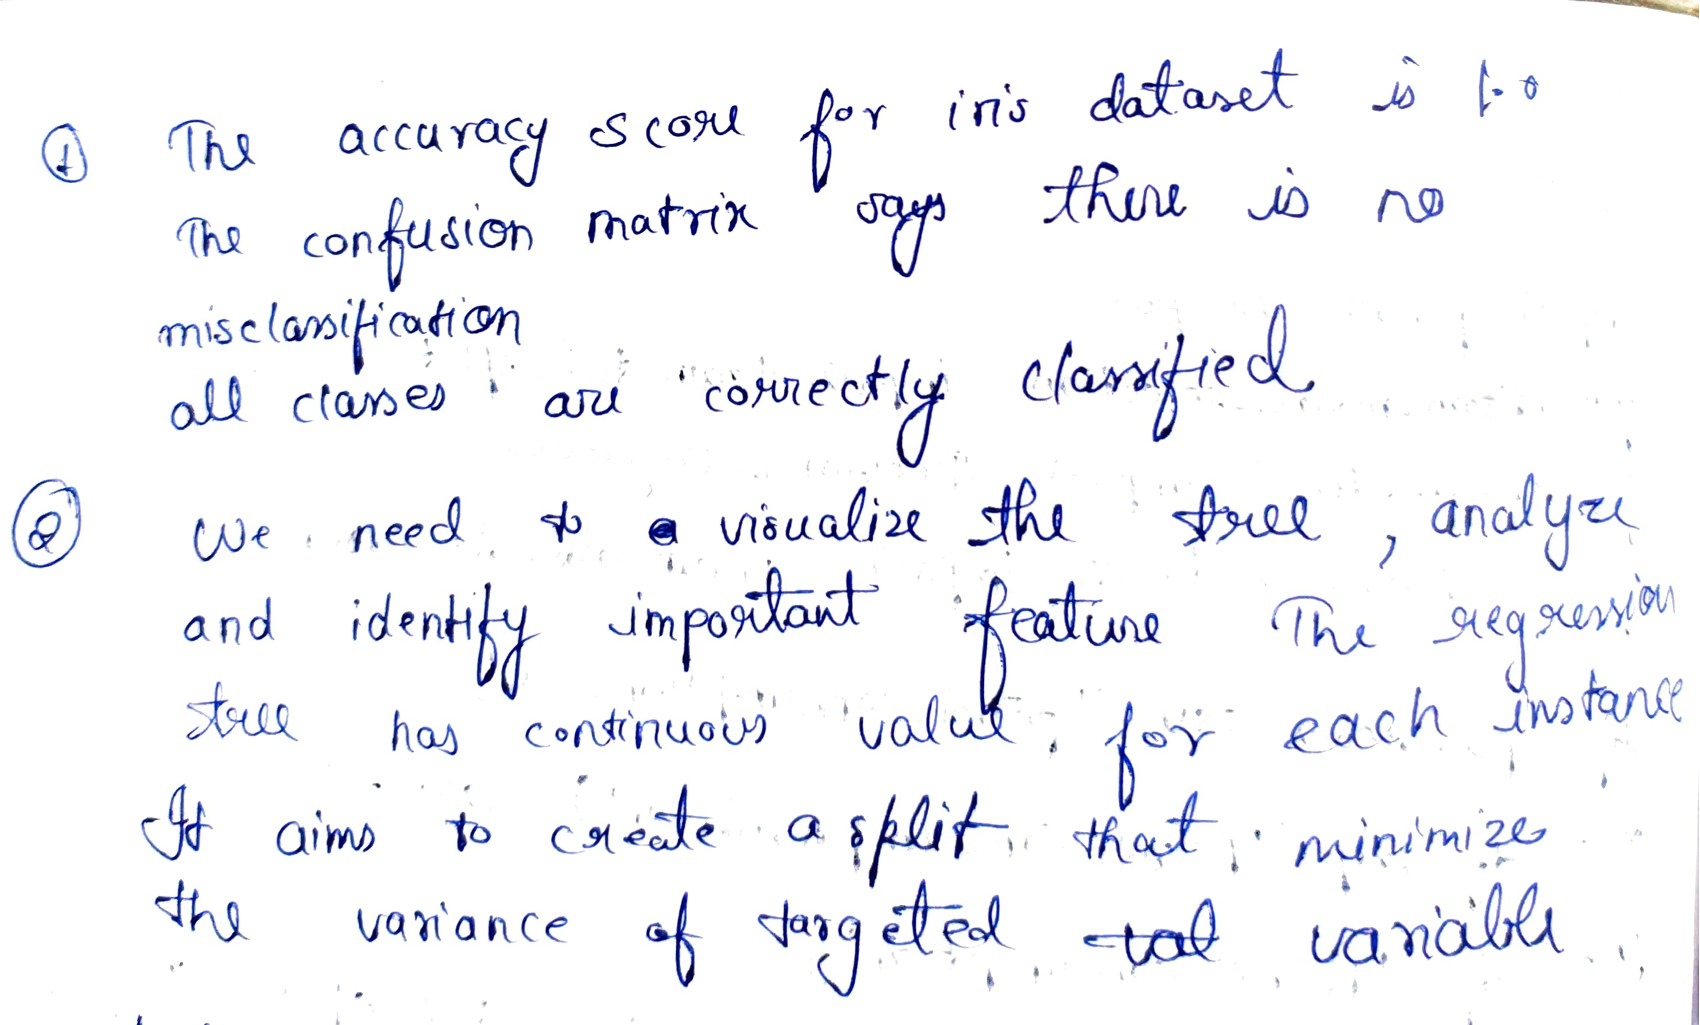 ① The accuracy score for iris dataset is 1.0
The confusion matrix says there is no
misclassification
all classes are correctly classified
② We need to visualize the tree, analyze
and identify important feature The regression
tree has continuous value for each instance
It aims to create a split that minimize
the variance of targeted variable